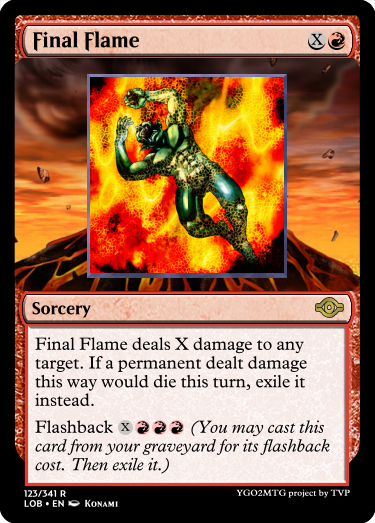 Final Flame X R
Sorcery
Final Flame deals X damage to any
target. If a permanent dealt damage
this way would die this turn, exile it
instead.
Flashback X (You may cast this
card from your graveyard for its flashback
cost. Then exile it.)
123/341 R
LOB • EN Konami
YGO2MTG project by TVP